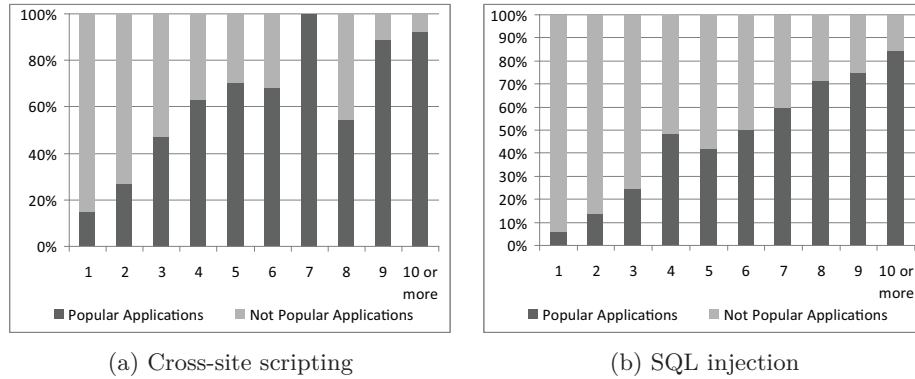 100%
80%
60%
40%
20%
0%
1 2 3 4 5 6 7 8 9 10 or more
Popular Applications Not Popular Applications
(a) Cross-site scripting
100%
90%
80%
70%
60%
50%
40%
30%
20%
10%
0%
1 2 3 4 5 6 7 8 9 10 or more
Popular Applications Not Popular Applications
(b) SQL injection